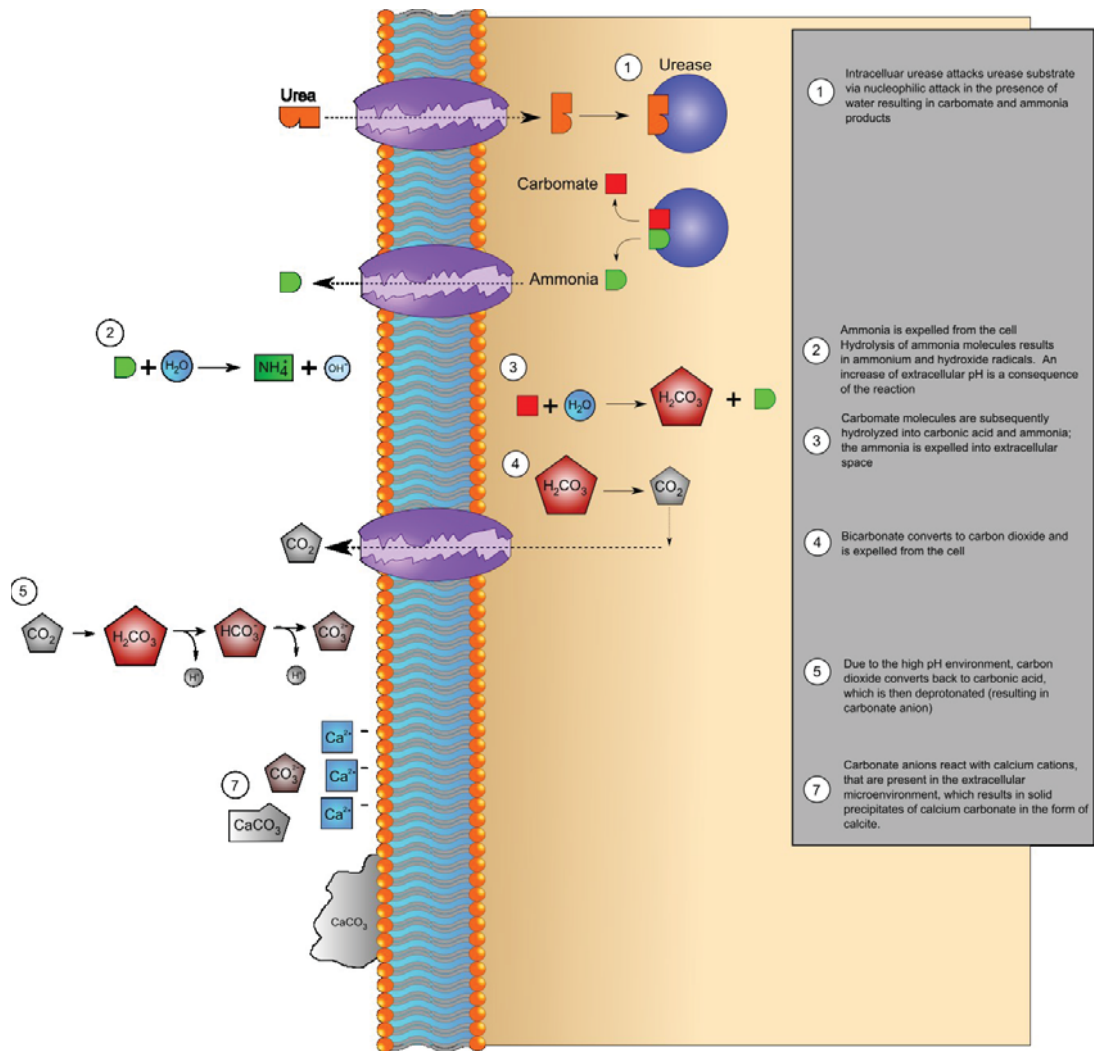 Urea
1
Urease
Carbomate
Ammonia
2
H₂O
NH₄⁺
OH⁻
3
H₂O
H₂CO₃
4
H₂CO₃
CO₂
CO₂
5
CO₂
H₂CO₃
HCO₃⁻
CO₃²⁻
H⁺
H⁺
Ca²⁺
CO₃²⁻
Ca²⁺
7
Ca²⁺
CaCO₃
CaCO₃
1
Intracelluar urease attacks urease substrate
via nucleophilic attack in the presence of
water resulting in carbomate and ammonia
products
2
Ammonia is expelled from the cell
Hydrolysis of ammonia molecules results
in ammonium and hydroxide radicals. An
increase of extracellular pH is a consequence
of the reaction
3
Carbomate molecules are subsequently
hydrolyzed into carbonic acid and ammonia;
the ammonia is expelled into extracellular
space
4
Bicarbonate converts to carbon dioxide and
is expelled from the cell
5
Due to the high pH environment, carbon
dioxide converts back to carbonic acid,
which is then deprotonated (resulting in
carbonate anion)
7
Carbonate anions react with calcium cations,
that are present in the extracellular
microenvironment, which results in solid
precipitates of calcium carbonate in the form of
calcite.